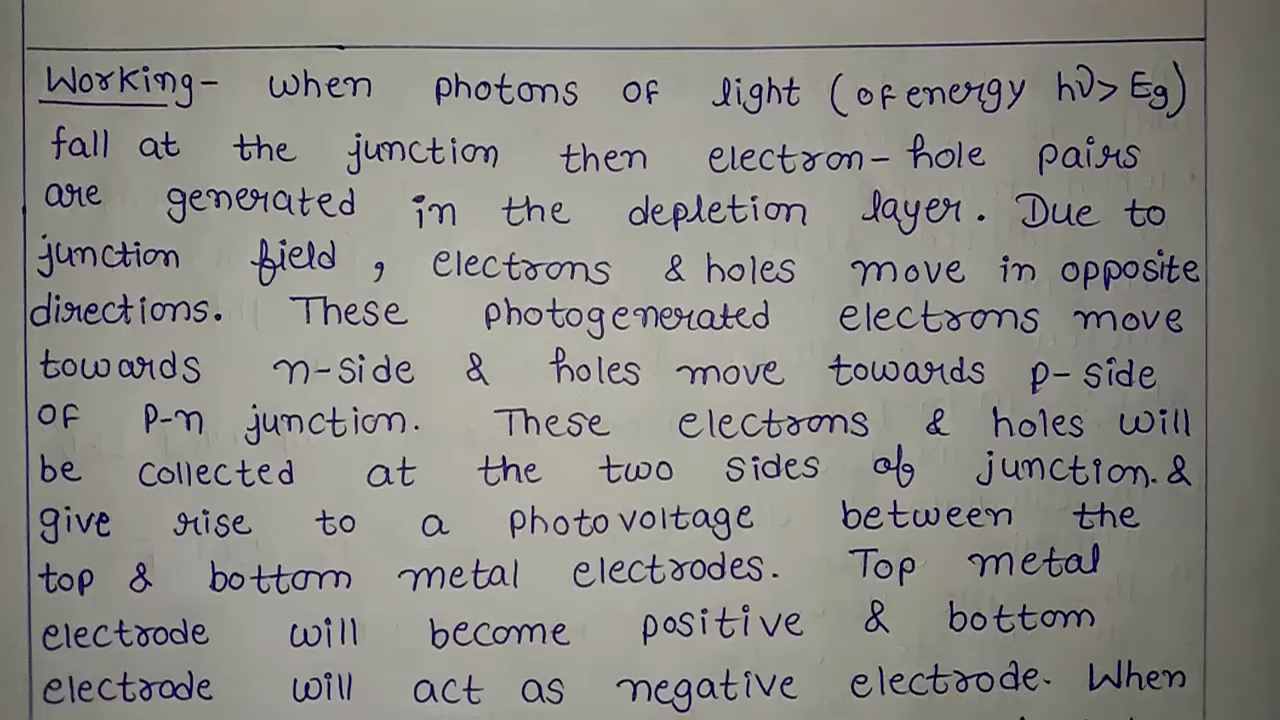 Working- when photons of light (of energy hν > Eg)
fall at the junction then electron-hole pairs
are generated in the depletion layer. Due to
junction field, electrons & holes move in opposite
directions. These photogenerated electrons move
towards n-side & holes move towards p-side
of p-n junction. These electrons & holes will
be collected at the two sides of junction. &
give rise to a photovoltage between the
top & bottom metal electrodes. Top metal
electrode will become positive & bottom
electrode will act as negative electrode. When